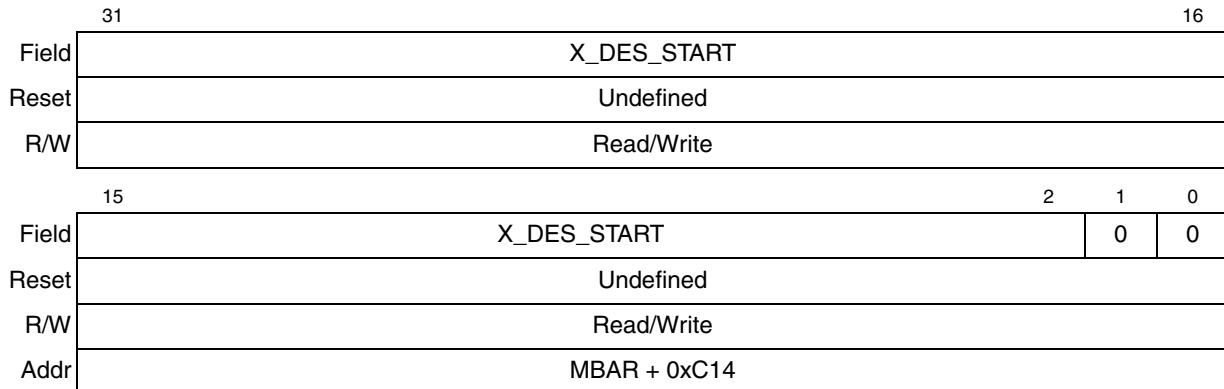 31 16
Field X_DES_START
Reset Undefined
R/W Read/Write
15 2 1 0
Field X_DES_START 0 0
Reset Undefined
R/W Read/Write
Addr MBAR + 0xC14